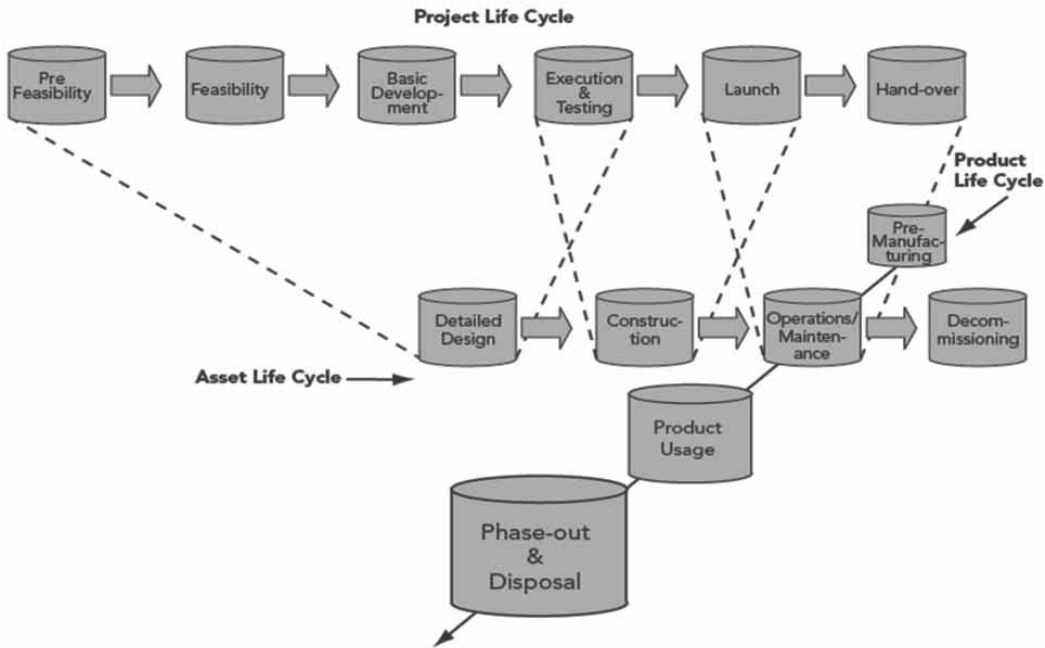 Project Life Cycle
Pre
Feasibility
Feasibility
Basic
Develop-
ment
Execution
&
Testing
Launch
Hand-over
Product
Life Cycle
Pre-
Manufac-
turing
Detailed
Design
Construc-
tion
Operations/
Mainten-
ance
Decom-
missioning
Asset Life Cycle
Product
Usage
Phase-out
&
Disposal